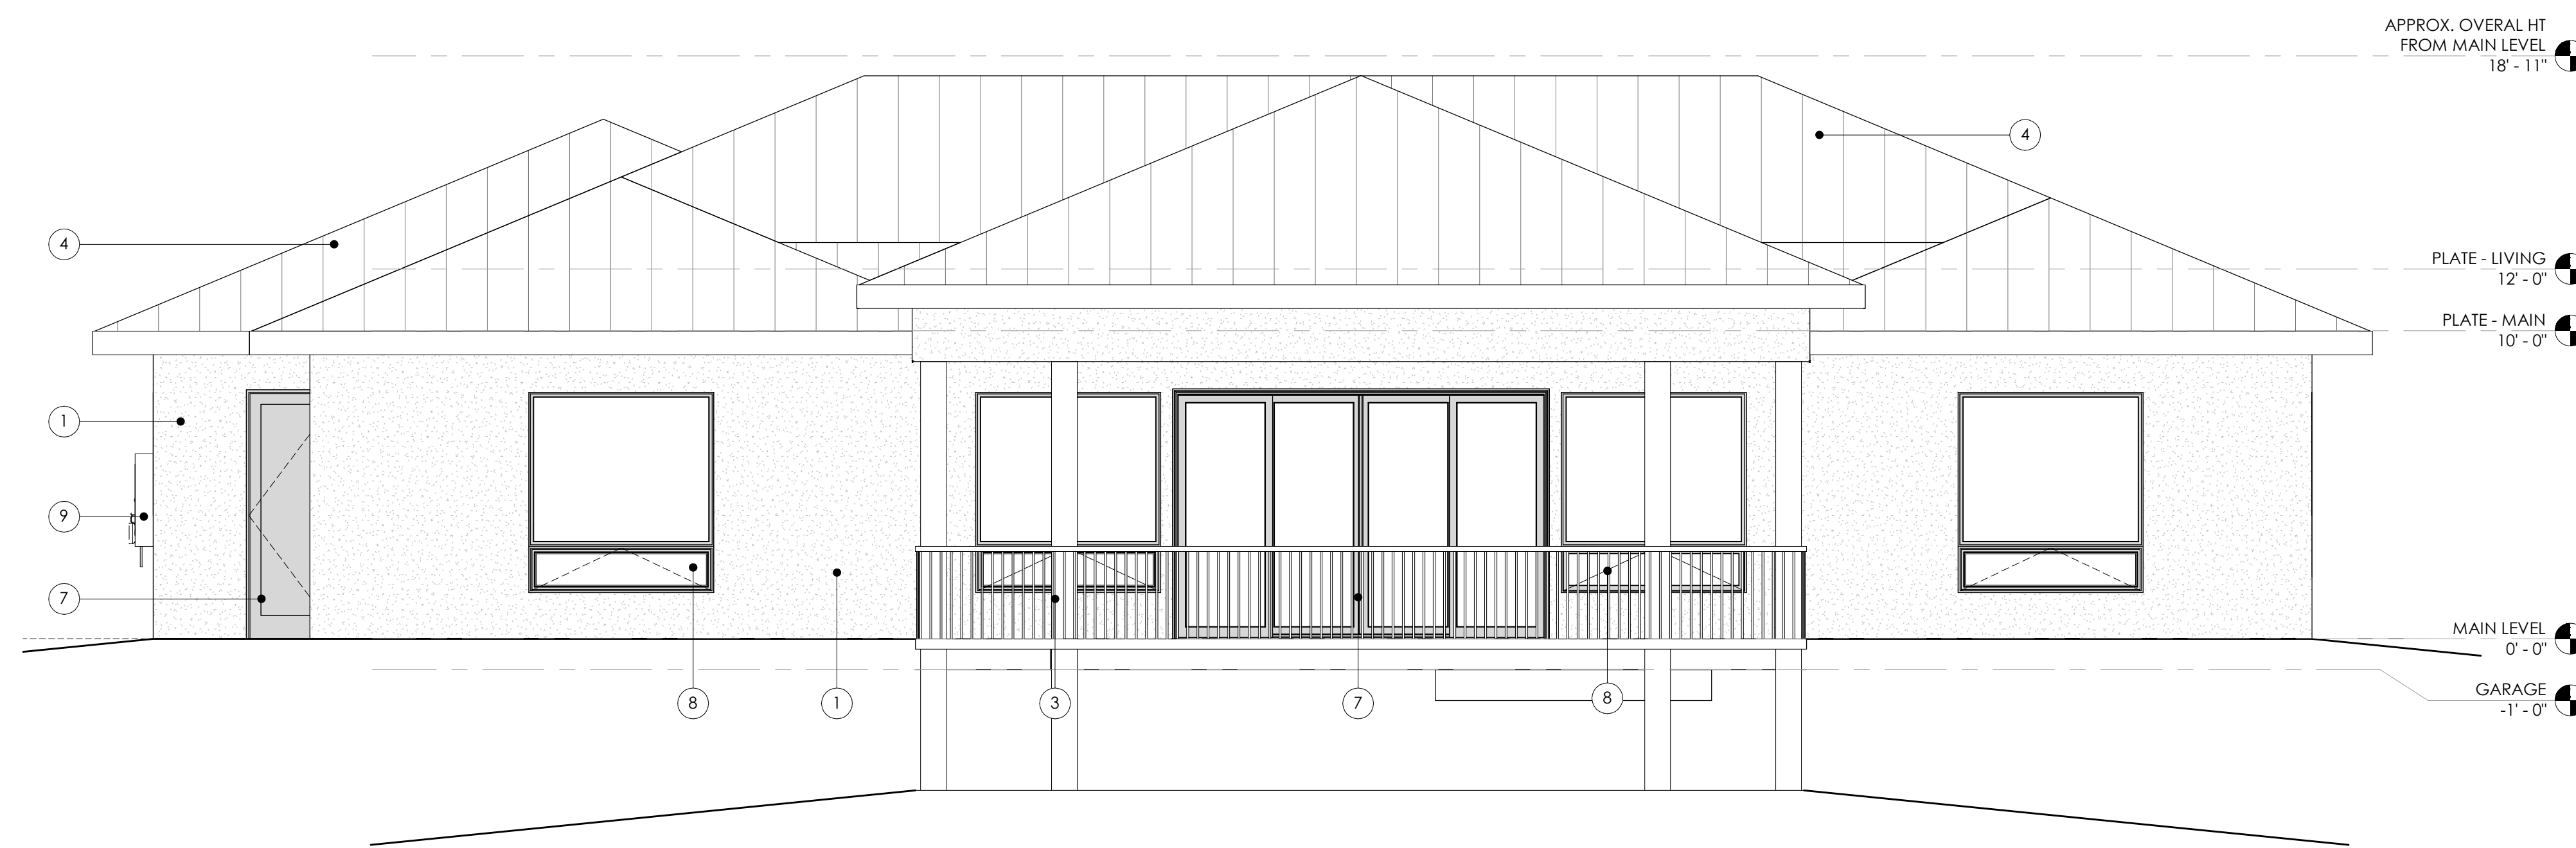 APPROX. OVERAL HT
FROM MAIN LEVEL
18' - 11"
4
4
PLATE - LIVING
12' - 0"
PLATE - MAIN
10' - 0"
1
9
7
MAIN LEVEL
0' - 0"
8
1
3
7
8
GARAGE
-1' - 0"